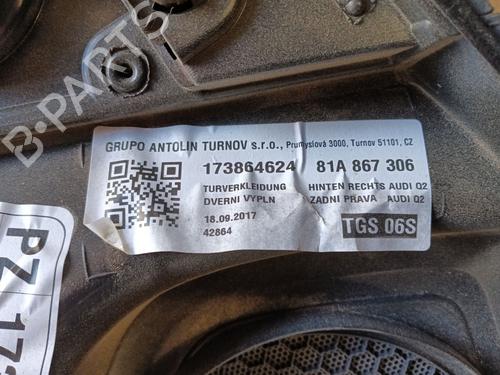 B-PARTS
GRUPO ANTOLIN TURNOV s.r.o., Prumyslová 3000, Turnov 51101, CZ
173864624 81A 867 306
TURVERKLEIDUNG HINTEN RECHTS AUDI Q2
DVERNI VYPLN ZADNI PRAVA AUDI Q2
18.09.2017
42864
TGS 06S
PZ 173